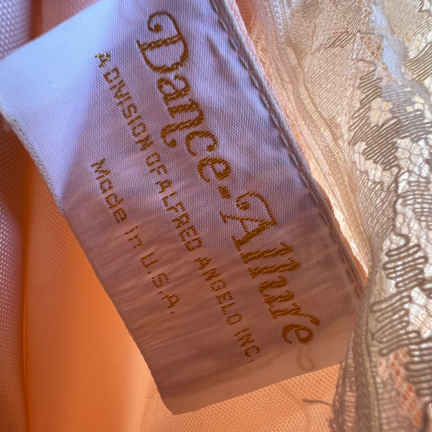 Dance-Allure
A DIVISION OF ALFRED ANGELO INC.
Made in U.S.A.